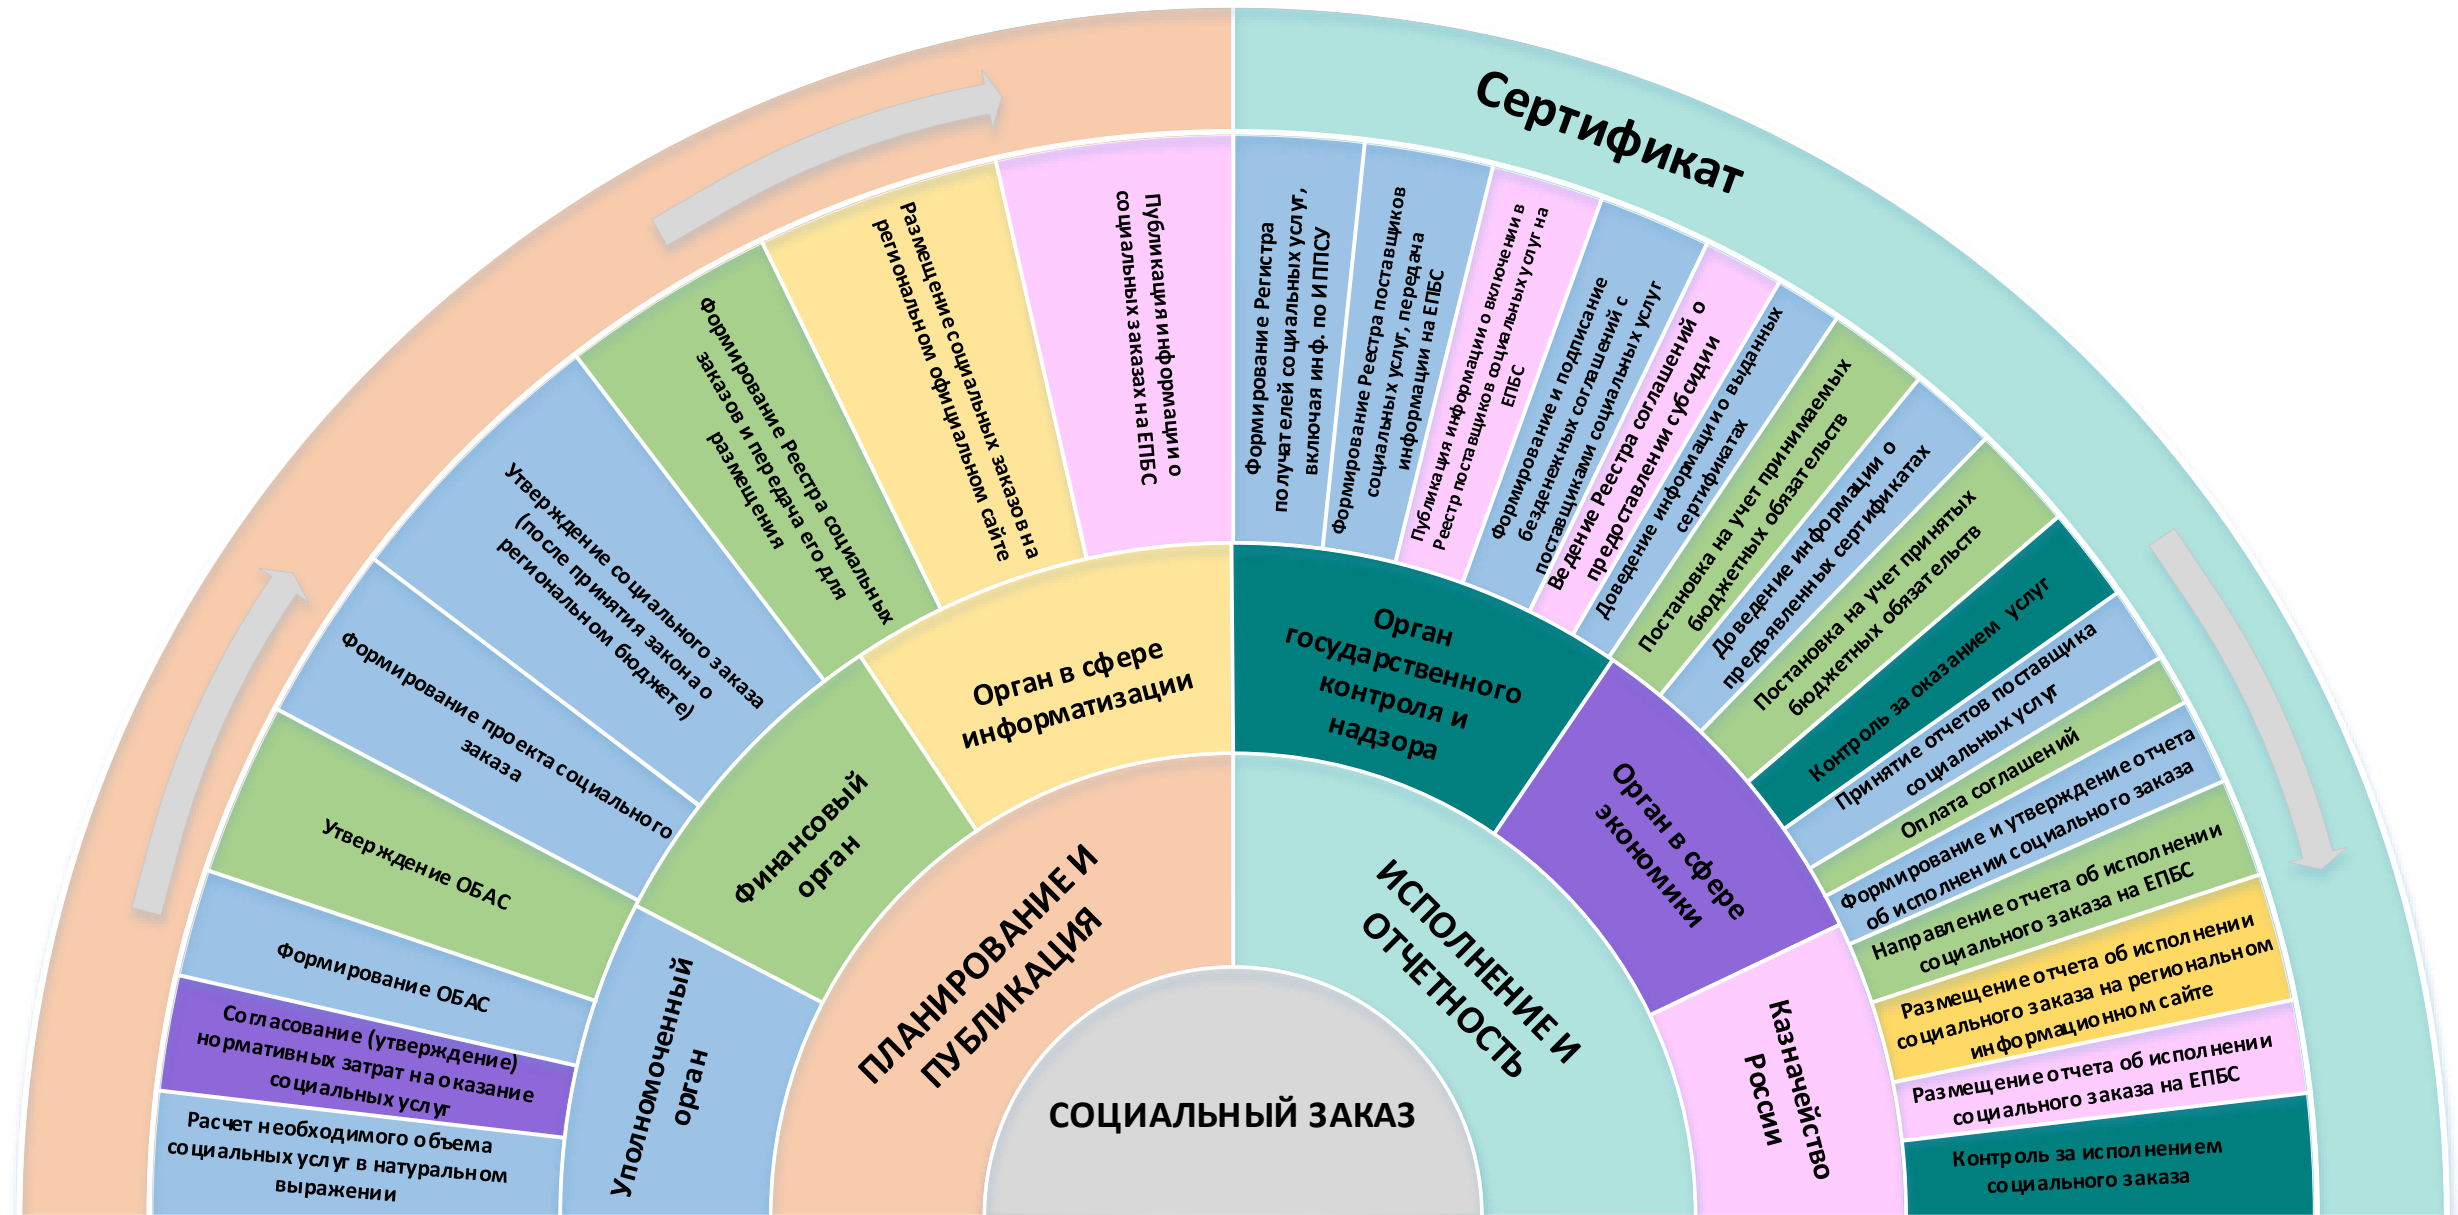 СОЦИАЛЬНЫЙ ЗАКАЗ
ПЛАНИРОВАНИЕ И
ПУБЛИКАЦИЯ
ИСПОЛНЕНИЕ И
ОТЧЕТНОСТЬ
Уполномоченный
орган
Финансовый
орган
Орган в сфере
информатизации
Орган
государственного
контроля и
надзора
Орган в сфере
экономики
Казначейство
России
Расчет необходимого объема
социальных услуг в натуральном
выражении
Согласование (утверждение)
нормативных затрат на оказание
социальных услуг
Формирование ОБАС
Утверждение ОБАС
Формирование проекта социального
заказа
Утверждение социального заказа
(после принятия закона о
региональном бюджете)
Формирование Реестра социальных
заказов и передача его для
размещения
Размещение социальных заказов на
региональном официальном сайте
Публикация информации о
социальных заказах на ЕПБС
Сертификат
Формирование Регистра
получателей социальных услуг,
включая инф. по ИППСУ
Формирование Реестра поставщиков
социальных услуг, передача
информации на ЕПБС
Публикация информации о включении в
Реестр поставщиков социальных услуг на
ЕПБС
Формирование и подписание
безденежных соглашений с
поставщиками социальных услуг
Ведение Реестра соглашений о
предоставлении субсидии
Доведение информации о выданных
сертификатах
Постановка на учет принимаемых
бюджетных обязательств
Доведение информации о
предъявленных сертификатах
Постановка на учет принятых
бюджетных обязательств
Контроль за оказанием услуг
Принятие отчетов поставщика
социальных услуг
Оплата соглашений
Формирование и утверждение отчета
об исполнении социального заказа
Направление отчета об исполнении
социального заказа на ЕПБС
Размещение отчета об исполнении
социального заказа на региональном
информационном сайте
Размещение отчета об исполнении
социального заказа на ЕПБС
Контроль за исполнением
социального заказа